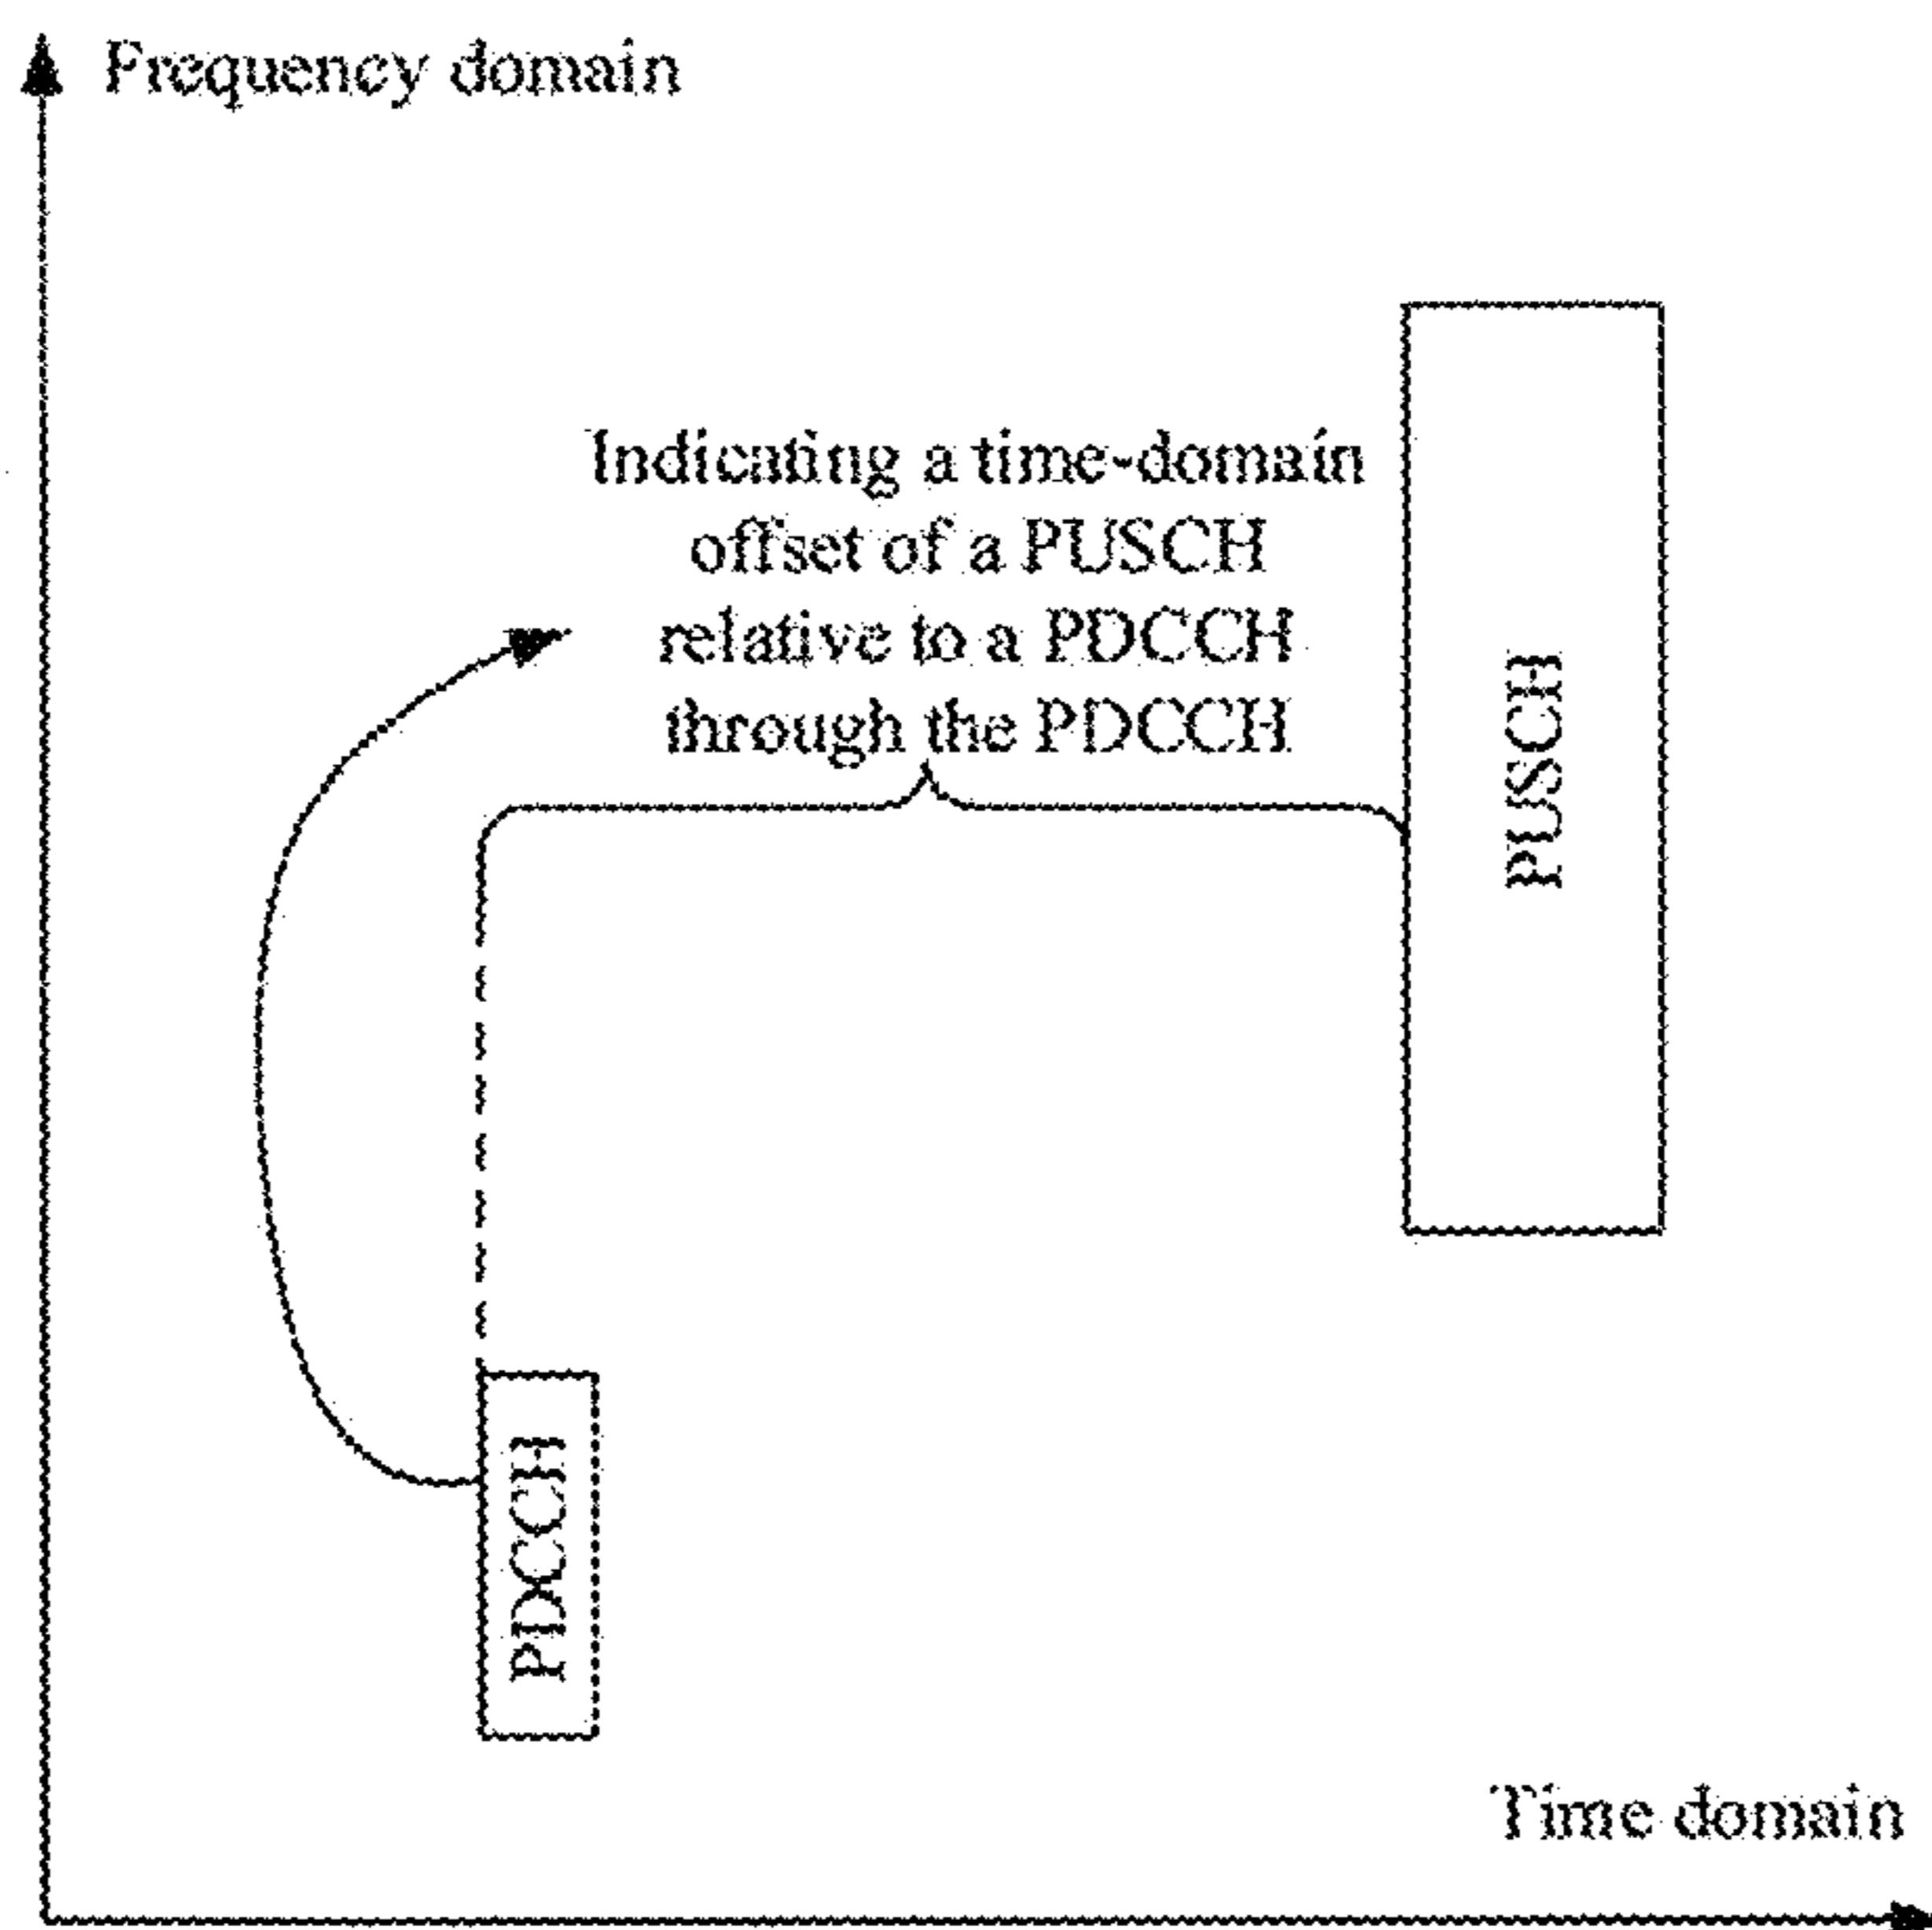 Frequency domain
Indicating a time-domain
offset of a PUSCH
relative to a PDCCH
through the PDCCH
PUSCH
PDCCH
Time domain